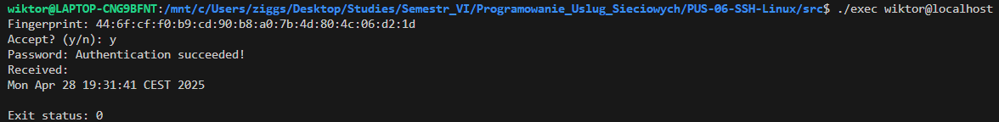 wiktor@LAPTOP-CNG9BFNT:/mnt/c/Users/ziggs/Desktop/Studies/Semestr_VI/Programowanie_Uslug_Sieciowych/PUS-06-SSH-Linux/src$ ./exec wiktor@localhost
Fingerprint: 44:6f:cf:f0:b9:cd:90:b8:a0:7b:4d:80:4c:06:d2:1d
Accept? (y/n): y
Password: Authentication succeeded!
Received:
Mon Apr 28 19:31:41 CEST 2025
Exit status: 0